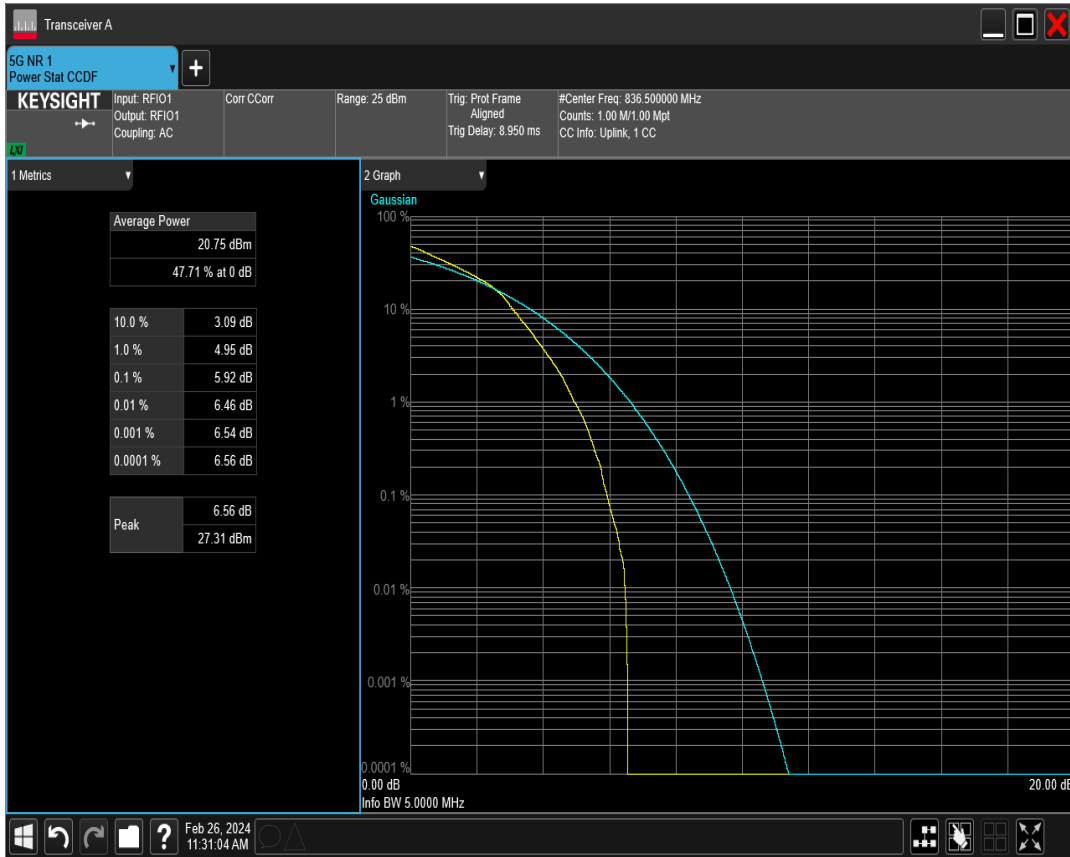 Transceiver A
5G NR 1
Power Stat CCDF
+
KEYSIGHT
LXI
Input: RFIO1
Output: RFIO1
Coupling: AC
Corr CCorr
Range: 25 dBm
Trig: Prot Frame
Aligned
Trig Delay: 8.950 ms
#Center Freq: 836.500000 MHz
Counts: 1.00 M/1.00 Mpt
CC Info: Uplink, 1 CC
1 Metrics
Average Power
20.75 dBm
47.71 % at 0 dB
10.0 % 3.09 dB
1.0 % 4.95 dB
0.1 % 5.92 dB
0.01 % 6.46 dB
0.001 % 6.54 dB
0.0001 % 6.56 dB
Peak 6.56 dB
27.31 dBm
2 Graph
Gaussian
100 %
10 %
1 %
0.1 %
0.01 %
0.001 %
0.0001 %
0.00 dB 20.00 dB
Info BW 5.0000 MHz
?
Feb 26, 2024
11:31:04 AM